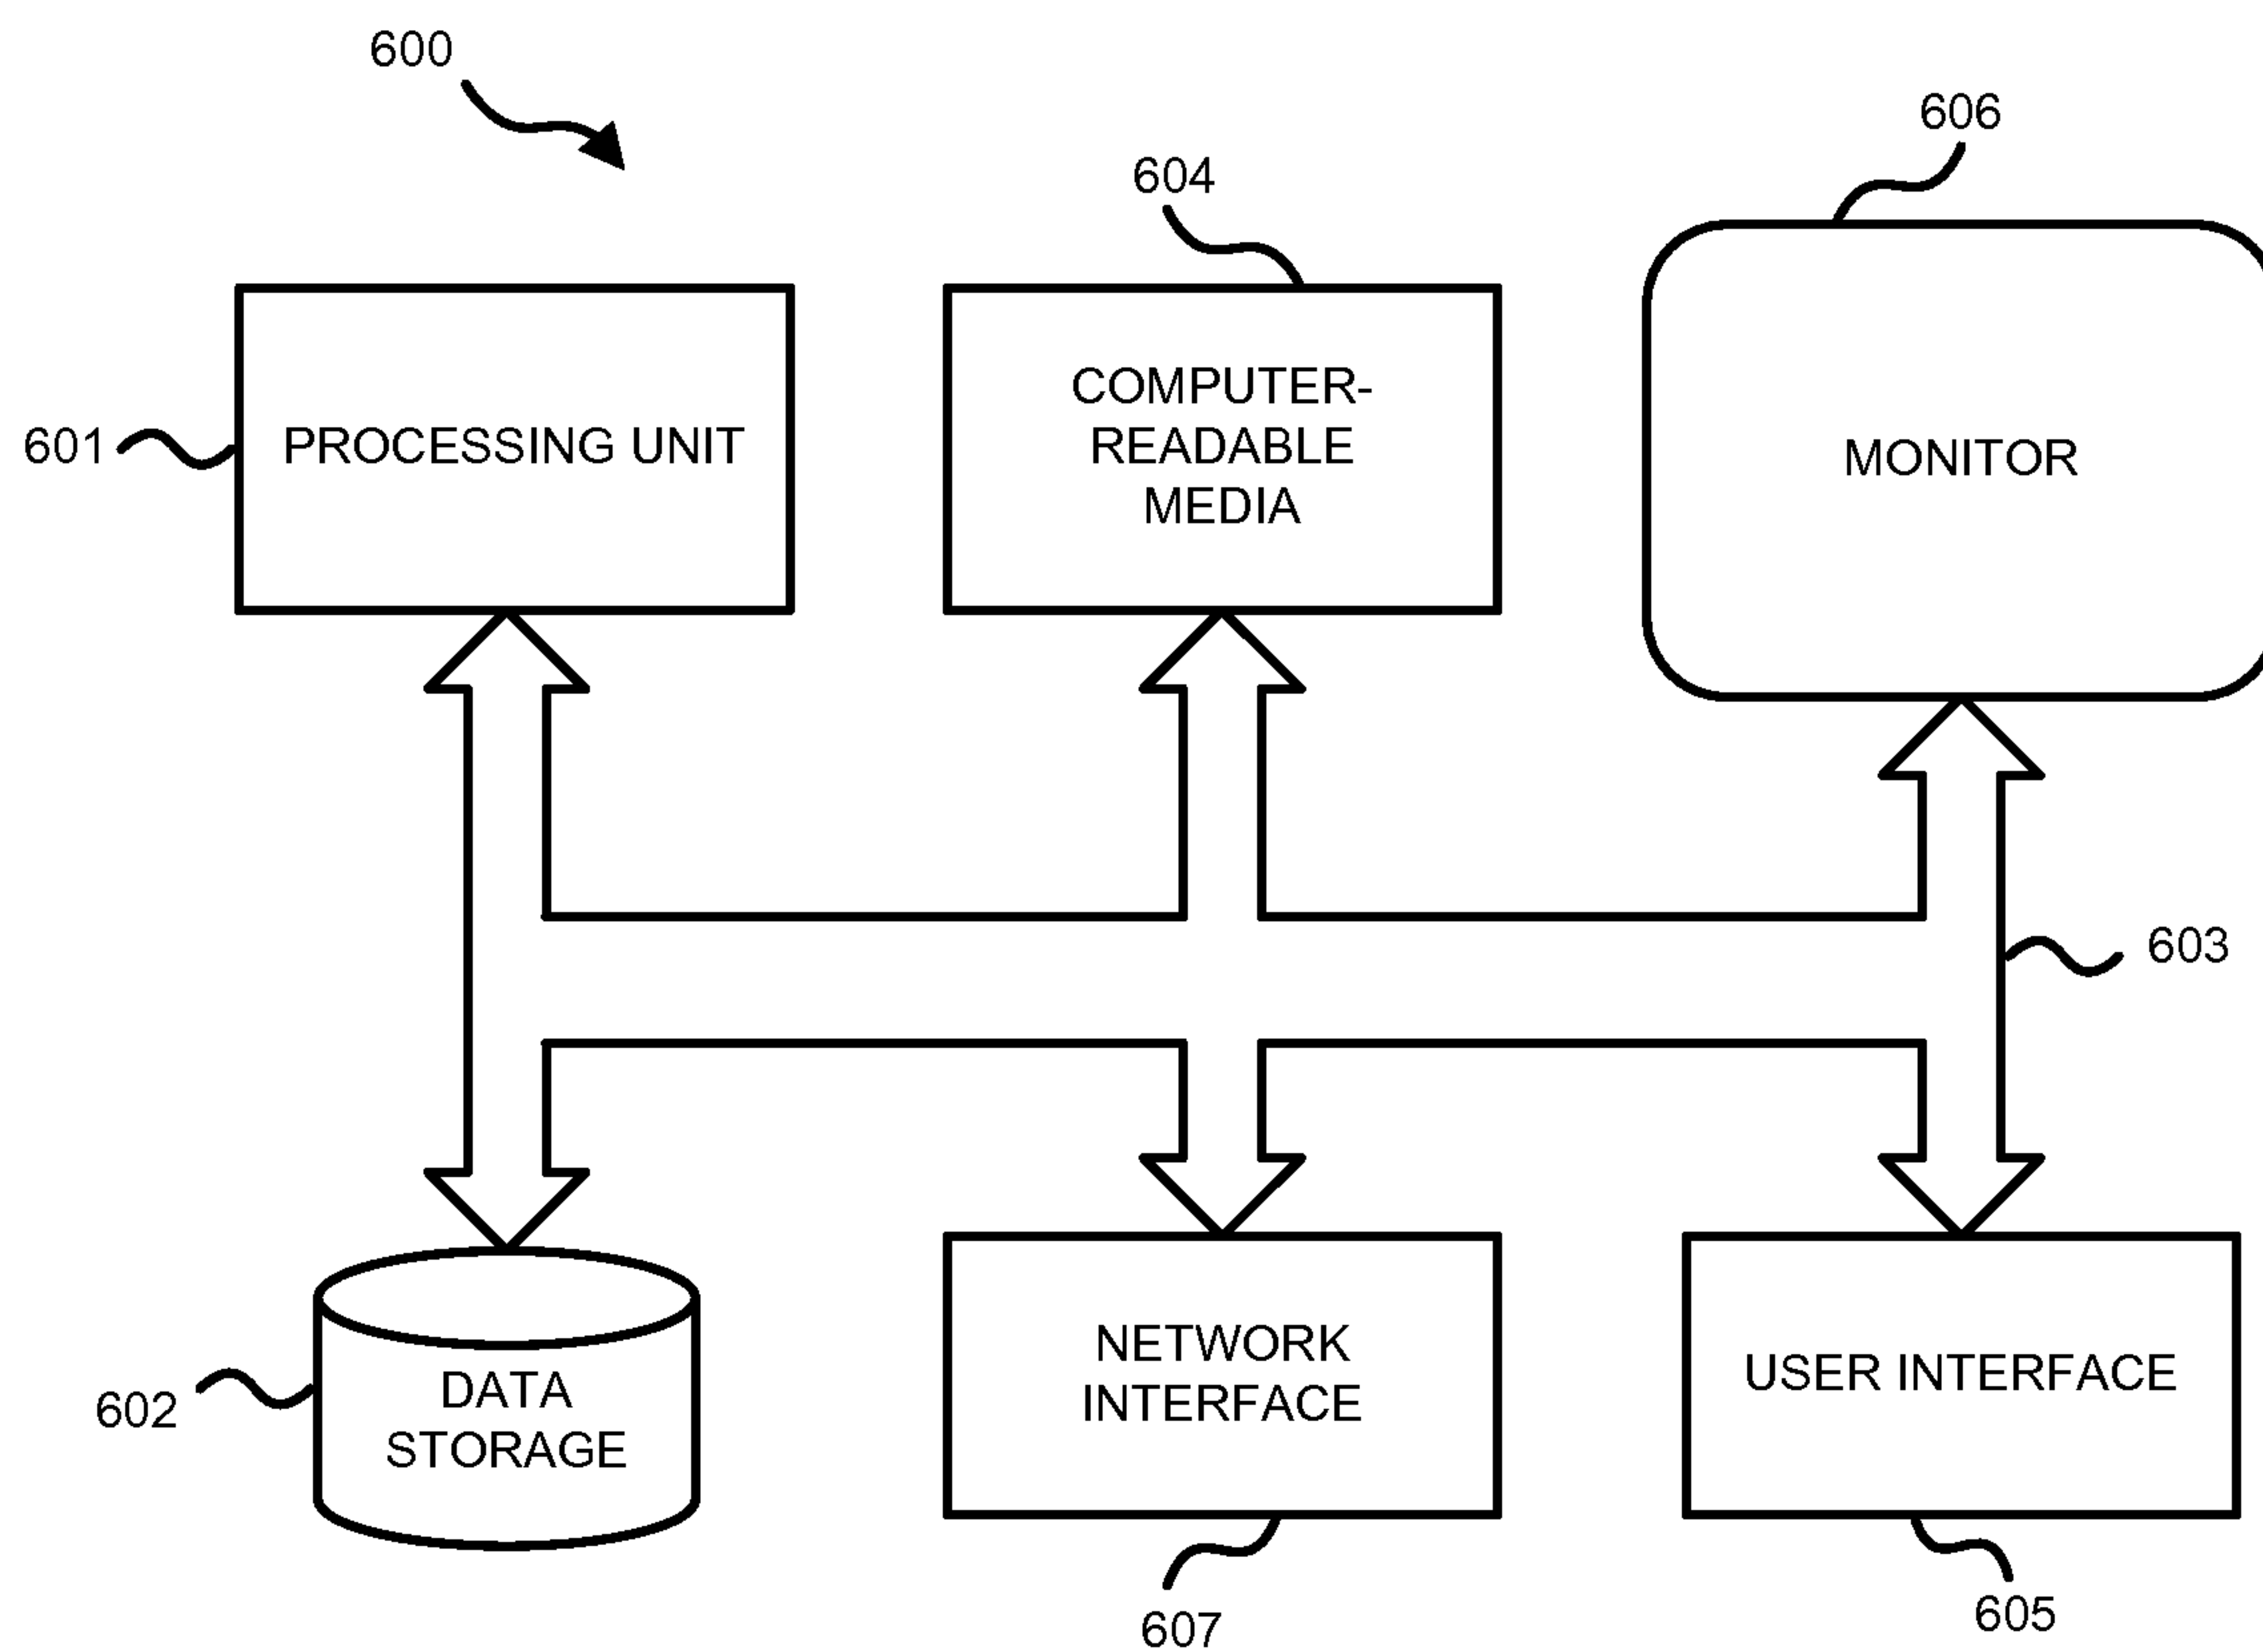 600
606
604
COMPUTER-
READABLE
MEDIA
601
PROCESSING UNIT
MONITOR
603
602
DATA
STORAGE
NETWORK
INTERFACE
USER INTERFACE
607
605